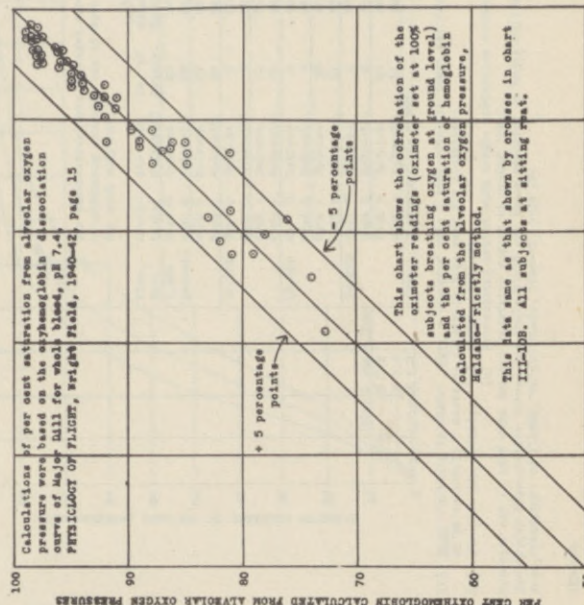 Calculations of per cent saturation from alveolar oxygen
pressure were based on the oxyhemoglobin dissociation
curve of Major Dill for whole blood, pH 7.4,
PHYSIOLOGY OF FLIGHT, Wright Field, 1940-42, page 15
+ 5 percentage
points
- 5 percentage
points
This chart shows the correlation of the
oximeter readings (oximeter set at 100%
subjects breathing oxygen at ground level)
and the per cent saturation of hemoglobin
calculated from the alveolar oxygen pressure,
Haldane-Priestly method.
This data same as that shown by crosses in chart
III-10B. All subjects at sitting rest.
100
90
80
70
60
PER CENT OXYHEMOGLOBIN CALCULATED FROM ALVEOLAR OXYGEN PRESSURES